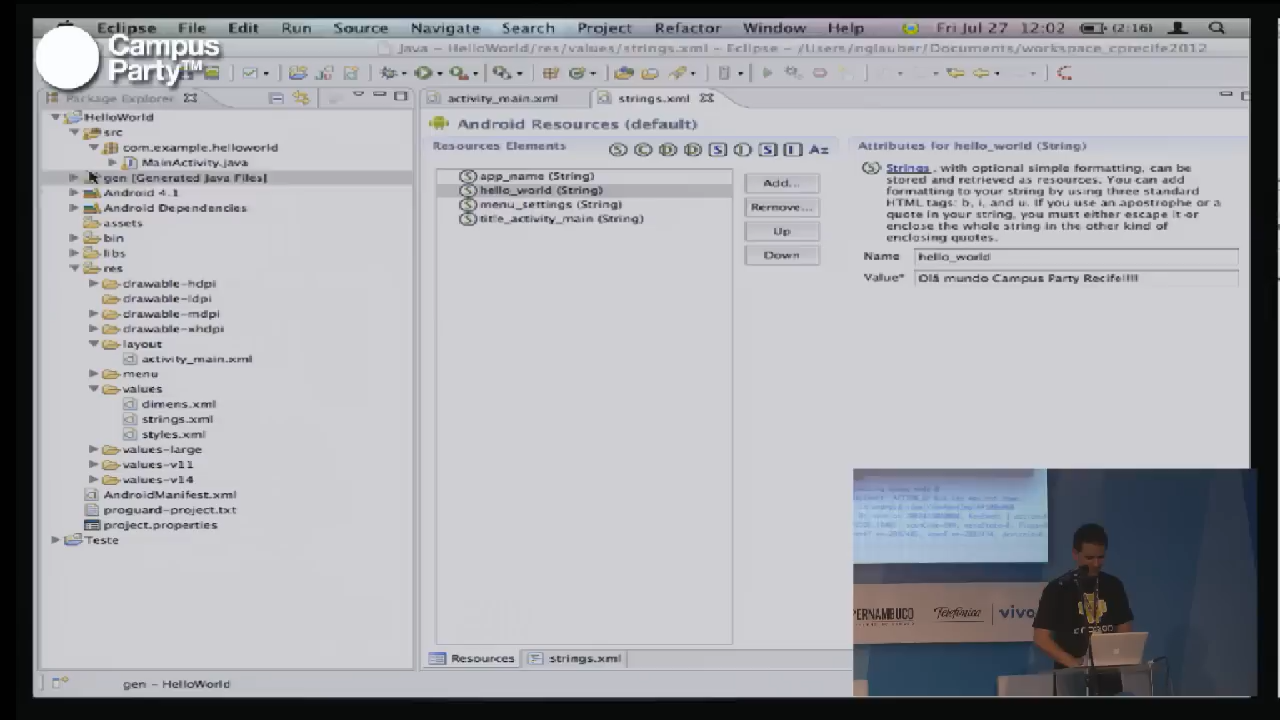 Eclipse File Edit Run Source Navigate Search Project Refactor Window Help Fri Jul 27 12:02 (2:16)
Campus
Party™
Java – HelloWorld/res/values/strings.xml – Eclipse – /Users/nglauber/Documents/workspace_cprecife2012
Package Explorer
activity_main.xml
strings.xml
HelloWorld
src
com.example.helloworld
MainActivity.java
gen [Generated Java Files]
Android 4.1
Android Dependencies
assets
bin
libs
res
drawable-hdpi
drawable-ldpi
drawable-mdpi
drawable-xhdpi
layout
activity_main.xml
menu
values
dimens.xml
strings.xml
styles.xml
values-large
values-v11
values-v14
AndroidManifest.xml
proguard-project.txt
project.properties
Teste
Android Resources (default)
Resources Elements
S C D D S I S I Az
app_name (String)
hello_world (String)
menu_settings (String)
title_activity_main (String)
Add...
Remove...
Up
Down
Attributes for hello_world (String)
Strings, with optional simple formatting, can be
stored and retrieved as resources. You can add
formatting to your string by using three standard
HTML tags: b, i, and u. If you use an apostrophe or a
quote in your string, you must either escape it or
enclose the whole string in the other kind of
enclosing quotes.
Name hello_world
Value* Olá mundo Campus Party Recife!!!!
Resources
strings.xml
gen – HelloWorld
PERNAMBUCO
Telefónica
vivo